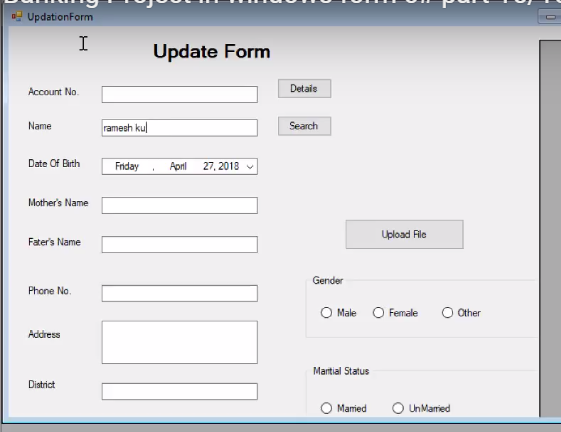 Banking Project in windows form c# part 16/
UpdationForm
Update Form
Account No.
Details
Name
ramesh ku
Search
Date Of Birth
Friday , April 27, 2018
Mother's Name
Upload File
Fater's Name
Gender
Phone No.
Male Female Other
Address
Martial Status
District
Married UnMarried